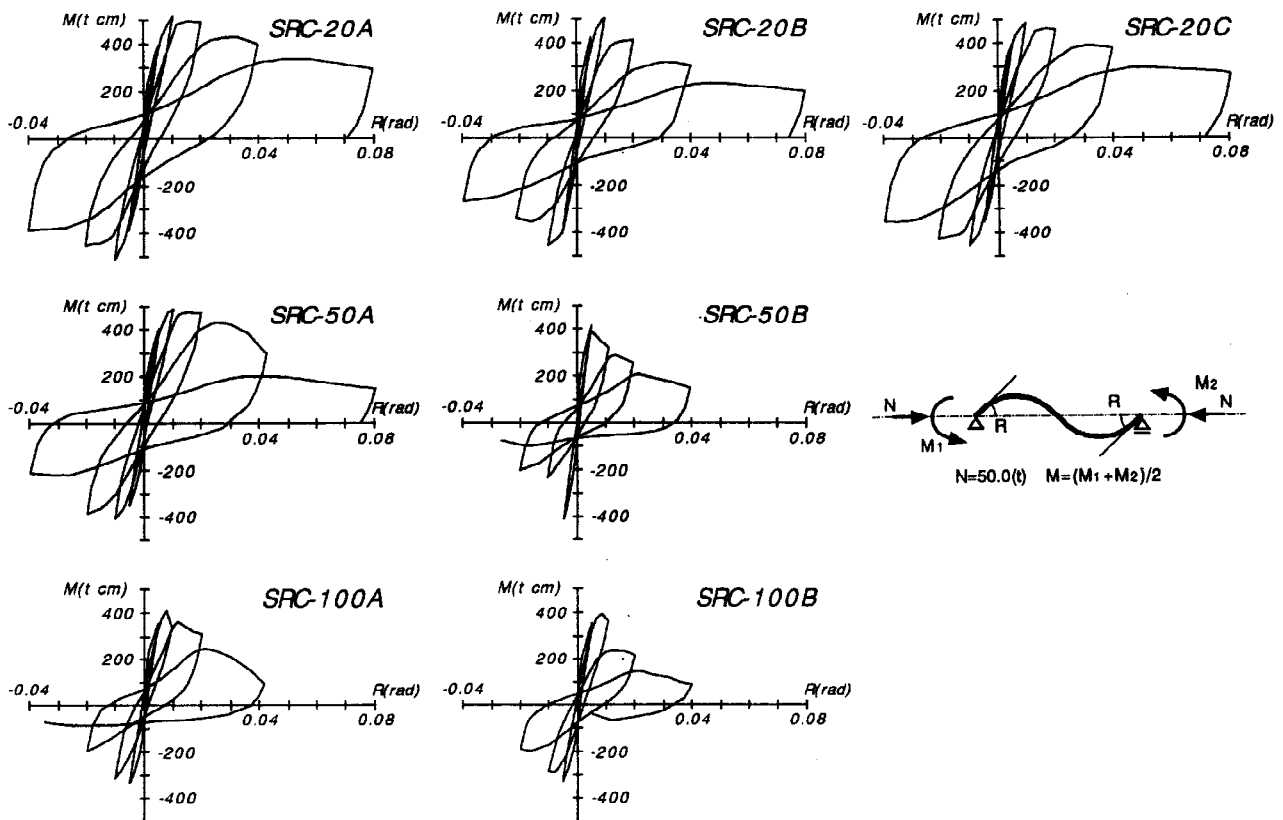 M(t cm) SRC-20A
400
200
-0.04 R(rad)
0.04 0.08
-200
-400
M(t cm) SRC-20B
400
200
-0.04 R(rad)
0.04 0.08
-200
-400
M(t cm) SRC-20C
400
200
-0.04 R(rad)
0.04 0.08
-200
-400
M(t cm) SRC-50A
400
200
-0.04 R(rad)
0.04 0.08
-200
-400
M(t cm) SRC-50B
400
200
-0.04 R(rad)
0.04 0.08
-200
-400
M2
N R R N
M1
N=50.0(t) M=(M1+M2)/2
M(t cm) SRC-100A
400
200
-0.04 R(rad)
0.04 0.08
-200
-400
M(t cm) SRC-100B
400
200
-0.04 R(rad)
0.04 0.08
-200
-400